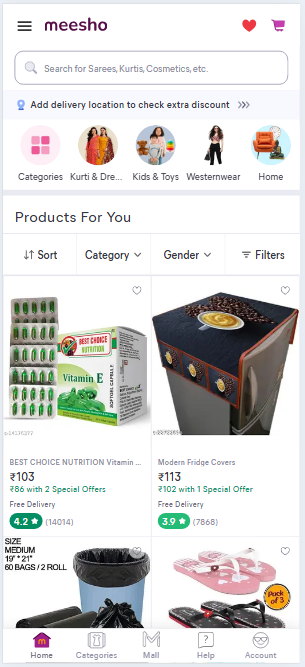 meesho
Search for Sarees, Kurtis, Cosmetics, etc.
Add delivery location to check extra discount
Categories
Kurti & Dre...
Kids & Toys
Westernwear
Home
Products For You
Sort
Category
Gender
Filters
BEST CHOICE
NUTRITION
Vitamin E
SOFTGEL CAPSULE
BEST CHOICE NUTRITION Vitamin ...
₹103
₹86 with 2 Special Offers
Free Delivery
4.2 ★ (14014)
Modern Fridge Covers
₹113
₹102 with 1 Special Offer
Free Delivery
3.9 ★ (7868)
SIZE
MEDIUM
19" * 21"
60 BAGS / 2 ROLL
Pack of
3
m
Home
Categories
Mall
Help
Account